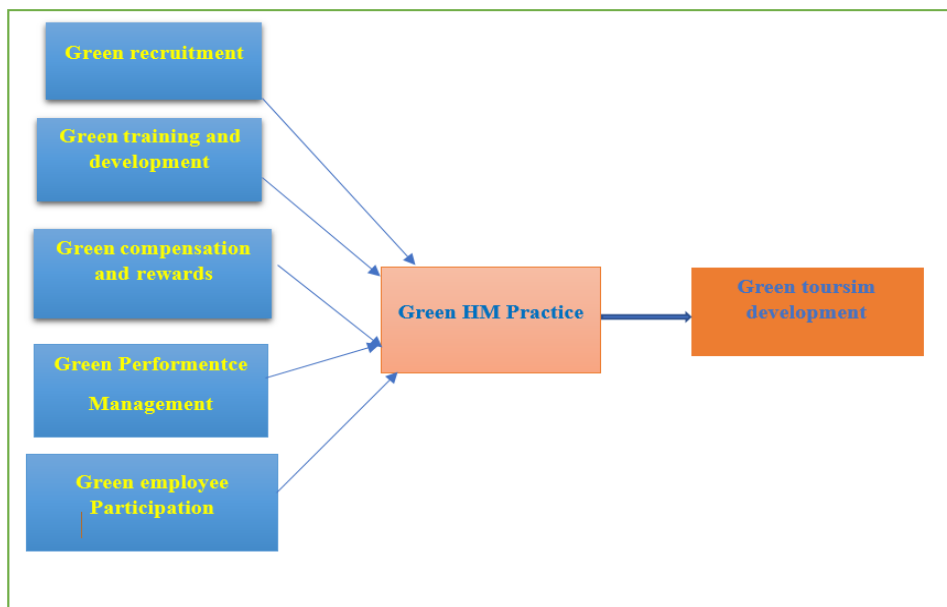 Green recruitment
Green training and
development
Green compensation
and rewards
Green Performentce
Management
Green employee
Participation
Green HM Practice
Green toursim
development